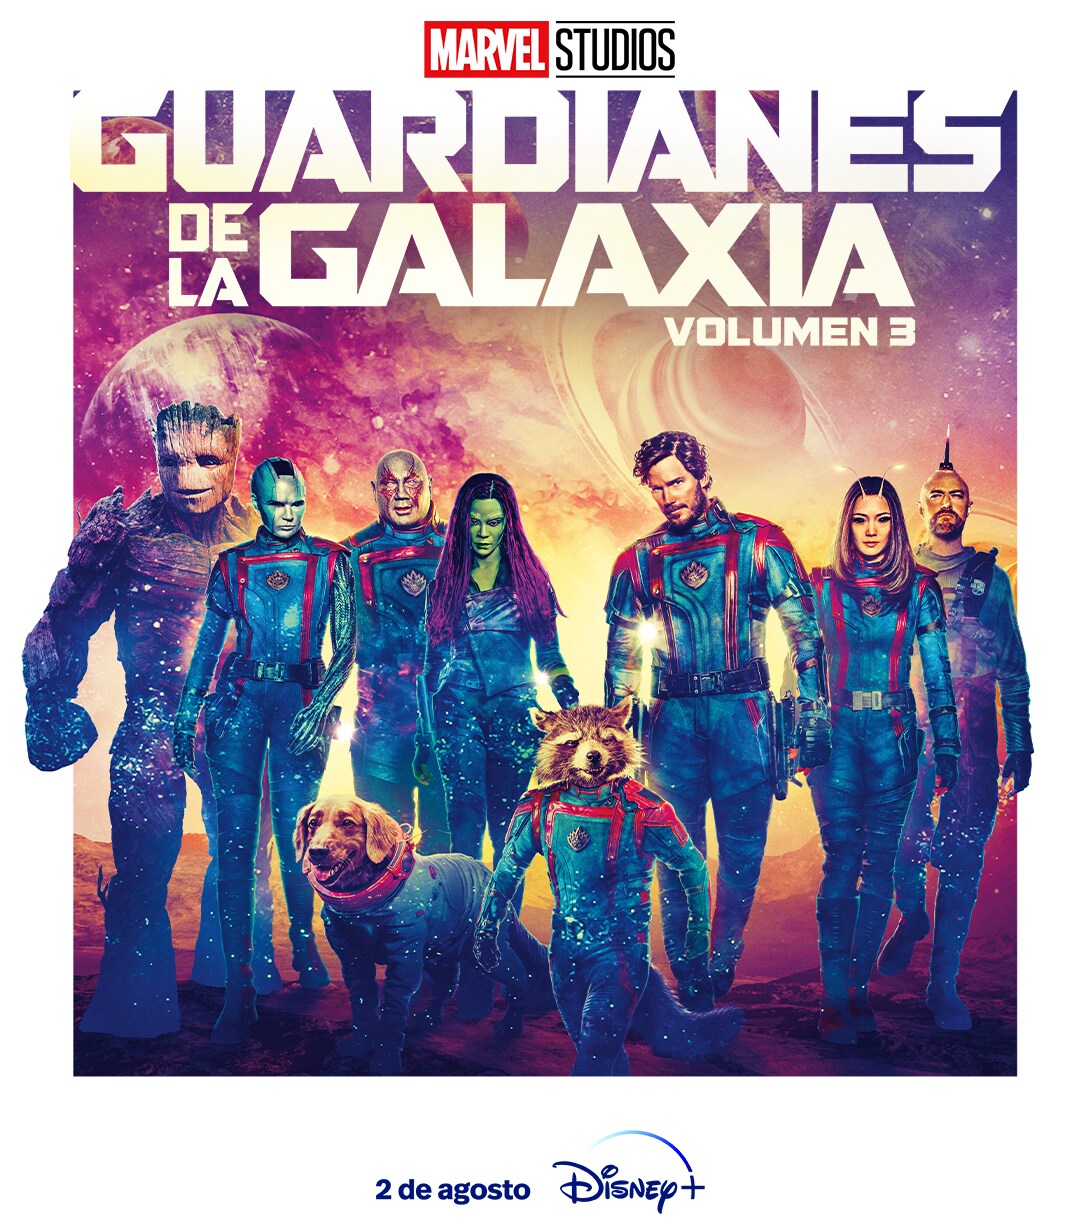 MARVEL STUDIOS
GUARDIANES
DE LA GALAXIA
VOLUMEN 3
2 de agosto Disney+